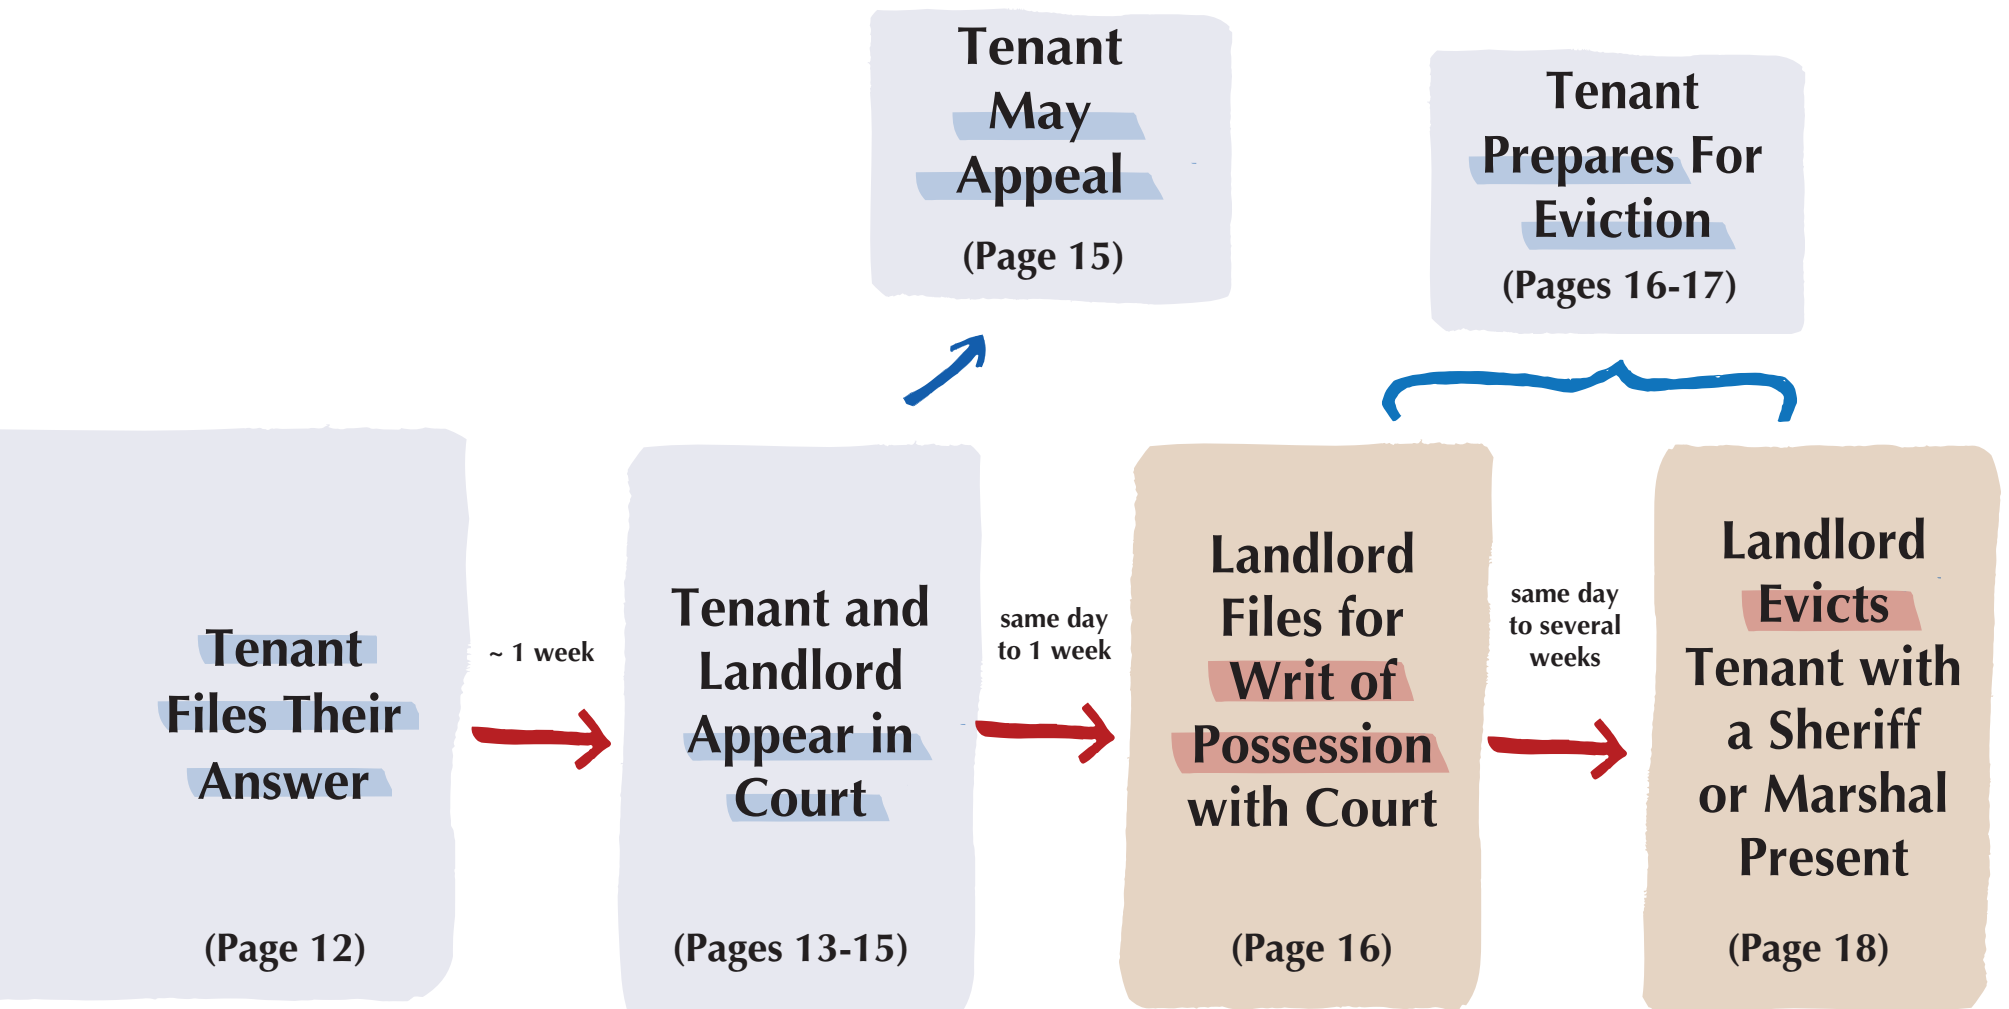 Tenant
May
Appeal
(Page 15)
Tenant
Prepares For
Eviction
(Pages 16-17)
Tenant
Files Their
Answer
(Page 12)
~ 1 week
Tenant and
Landlord
Appear in
Court
(Pages 13-15)
same day
to 1 week
Landlord
Files for
Writ of
Possession
with Court
(Page 16)
same day
to several
weeks
Landlord
Evicts
Tenant with
a Sheriff
or Marshal
Present
(Page 18)